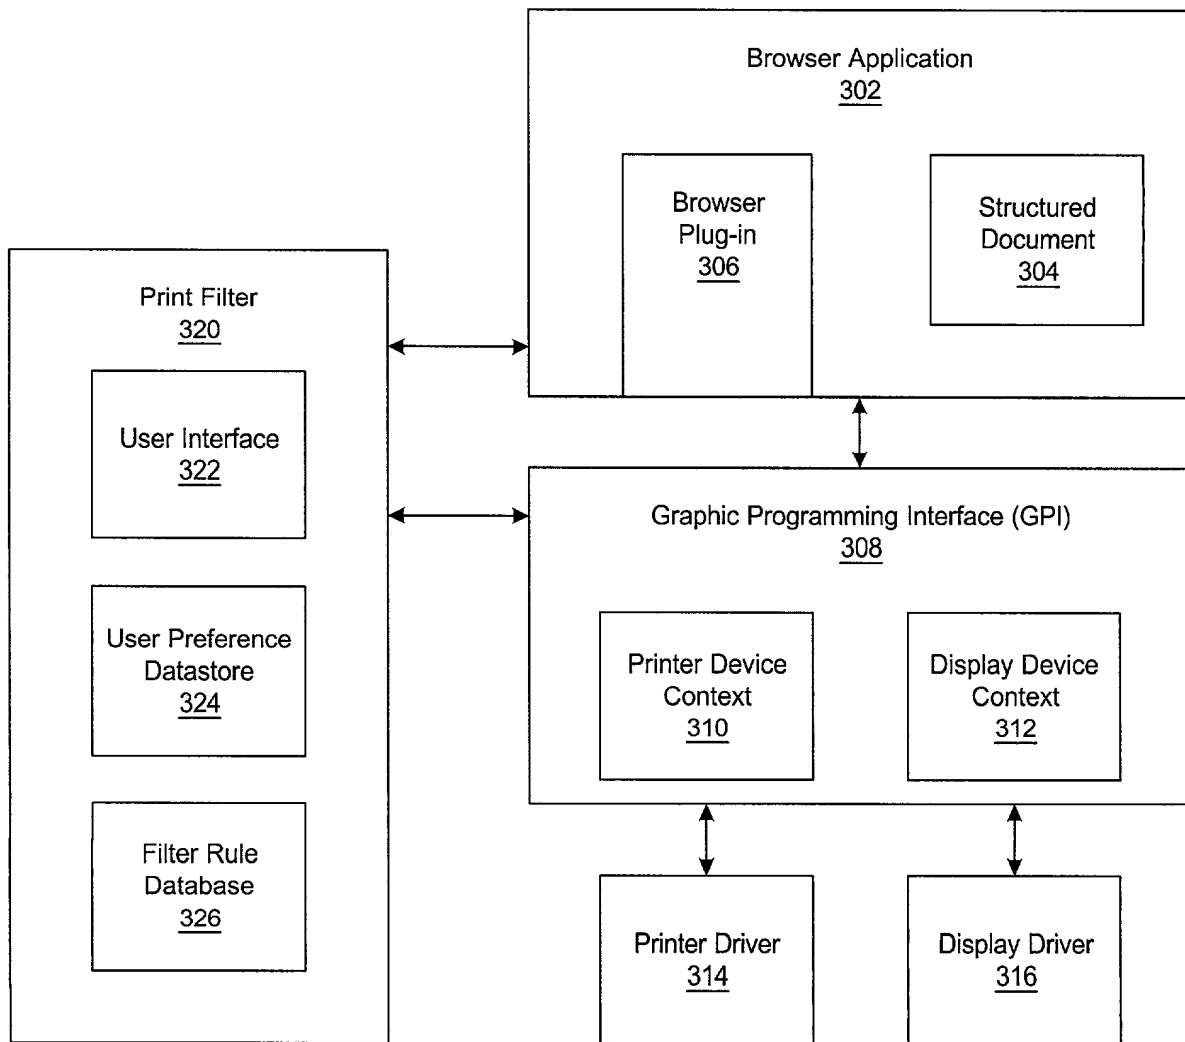 Browser Application
302
Browser
Plug-in
306
Structured
Document
304
Print Filter
320
User Interface
322
User Preference
Datastore
324
Filter Rule
Database
326
Graphic Programming Interface (GPI)
308
Printer Device
Context
310
Display Device
Context
312
Printer Driver
314
Display Driver
316